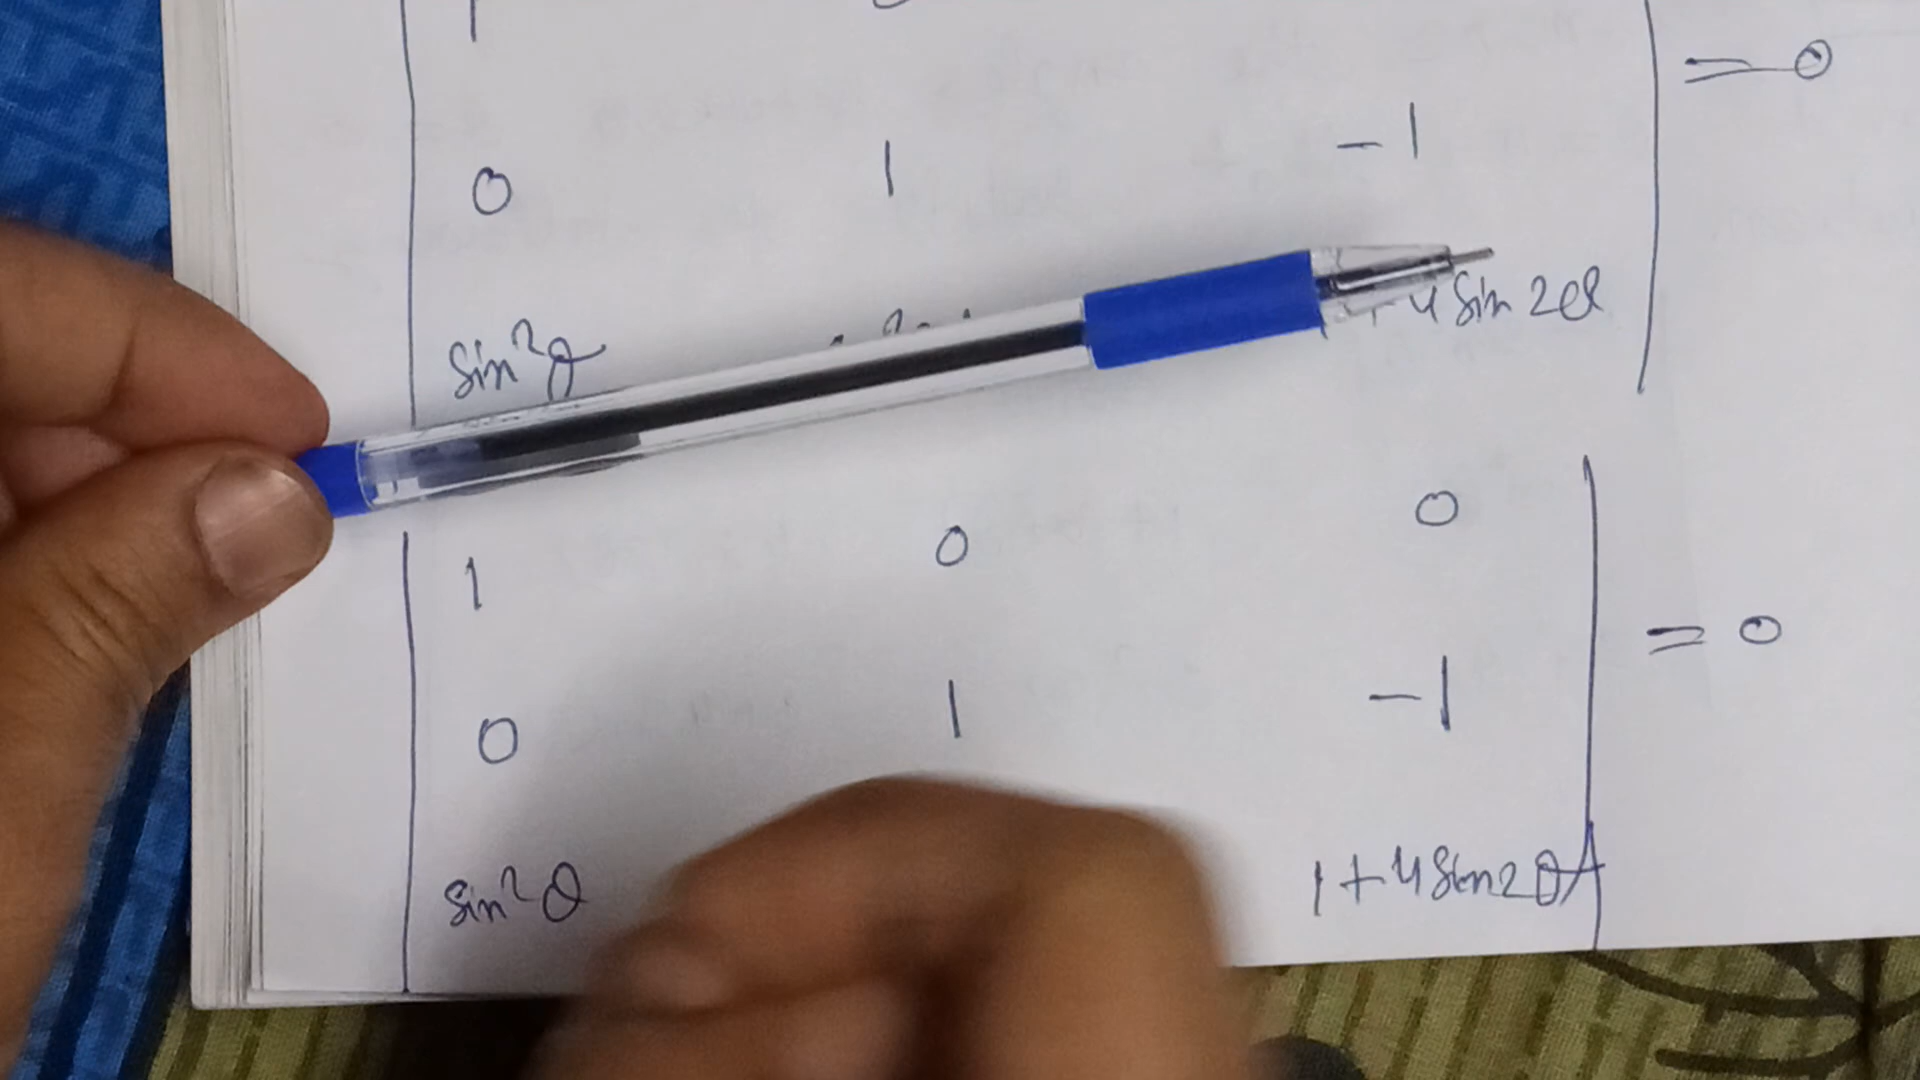 = 0
0 1 -1
sin²θ + 4 Sin 2θ
1 0 0
= 0
0 1 -1
sin²θ 1 + 4 Sin 2θ